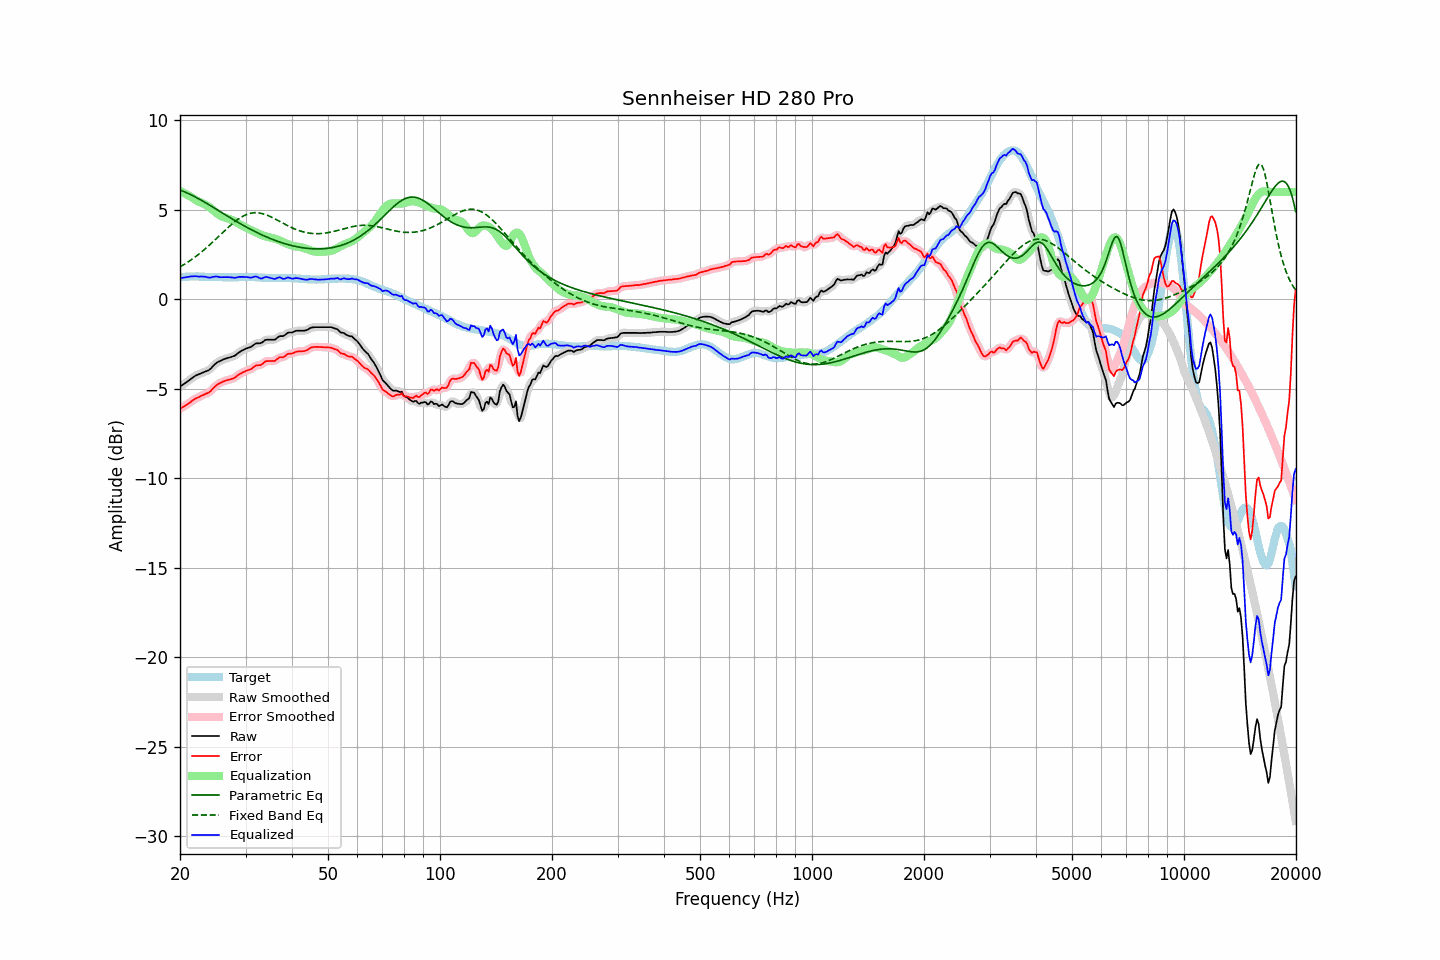 Sennheiser HD 280 Pro
10
5
0
−5
−10
−15
−20
−25
−30
Amplitude (dBr)
Target
Raw Smoothed
Error Smoothed
Raw
Error
Equalization
Parametric Eq
Fixed Band Eq
Equalized
20 50 100 200 500 1000 2000 5000 10000 20000
Frequency (Hz)